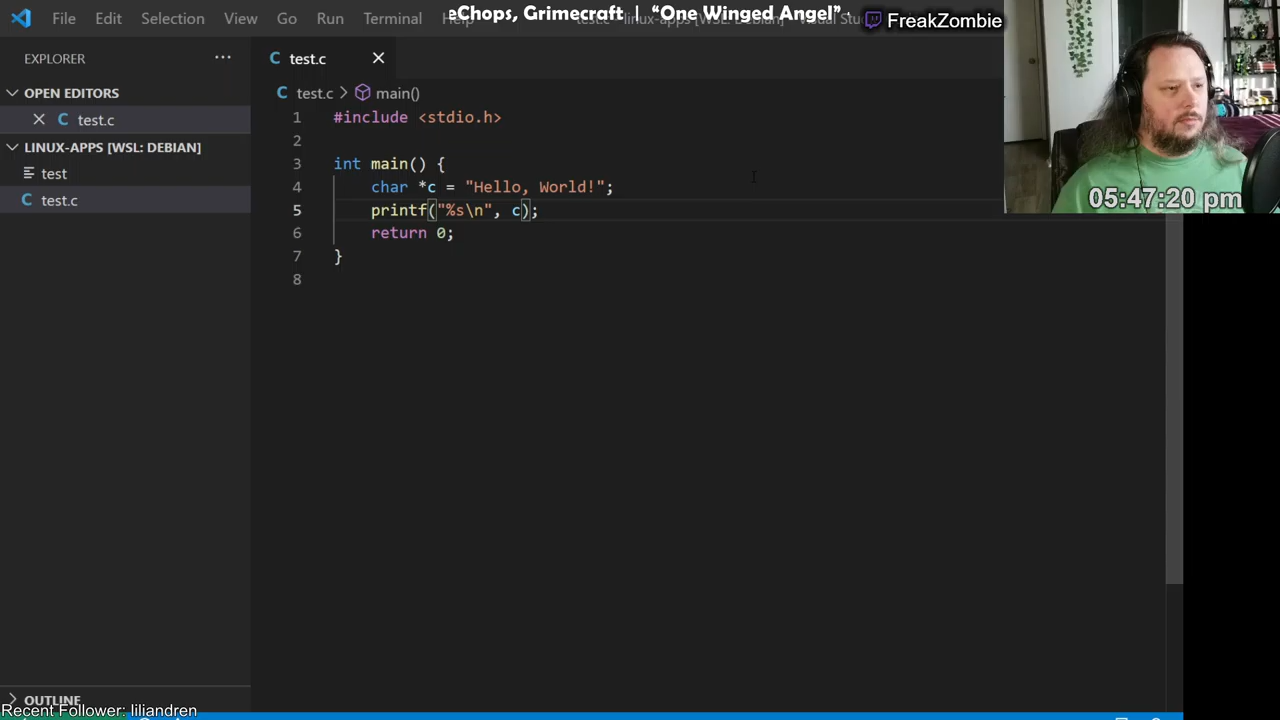 File Edit Selection View Go Run Terminal Help
eChops, Grimecraft | "One Winged Angel"
FreakZombie
EXPLORER ...
C test.c
OPEN EDITORS
C test.c > main()
C test.c
LINUX-APPS [WSL: DEBIAN]
test
C test.c
1 #include <stdio.h>
2
3 int main() {
4 char *c = "Hello, World!";
5 printf("%s\n", c);
6 return 0;
7 }
8
05:47:20 pm
OUTLINE
Recent Follower: liliandren